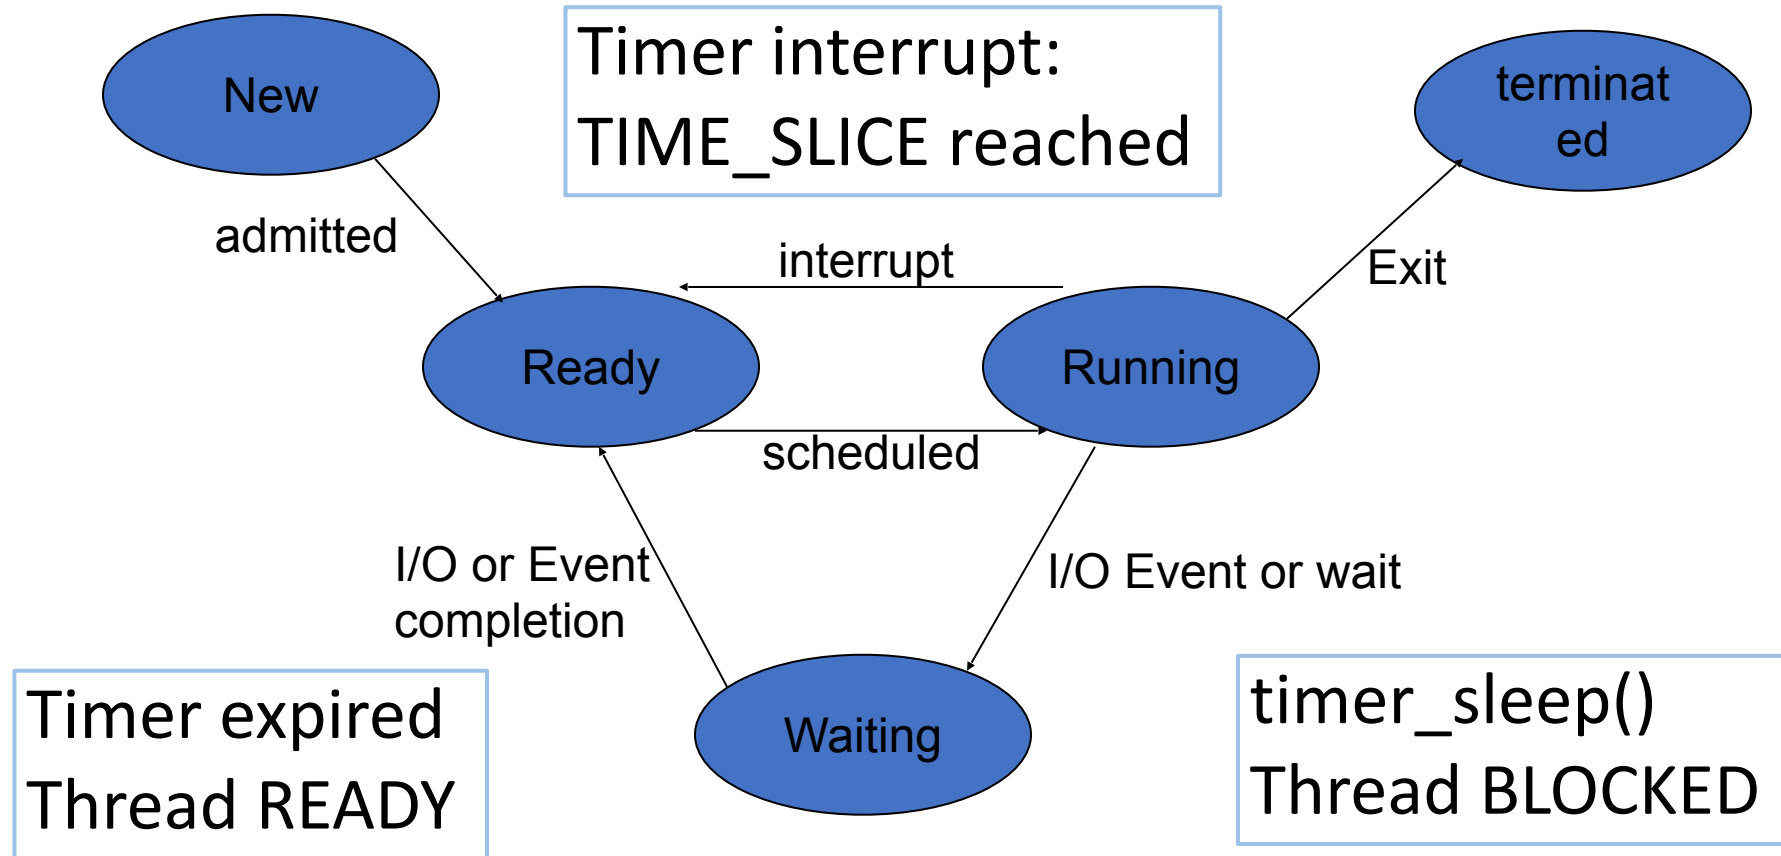 New
Timer interrupt:
TIME_SLICE reached
terminat
ed
admitted
interrupt
Exit
Ready
Running
scheduled
I/O or Event
completion
I/O Event or wait
Timer expired
Thread READY
Waiting
timer_sleep()
Thread BLOCKED